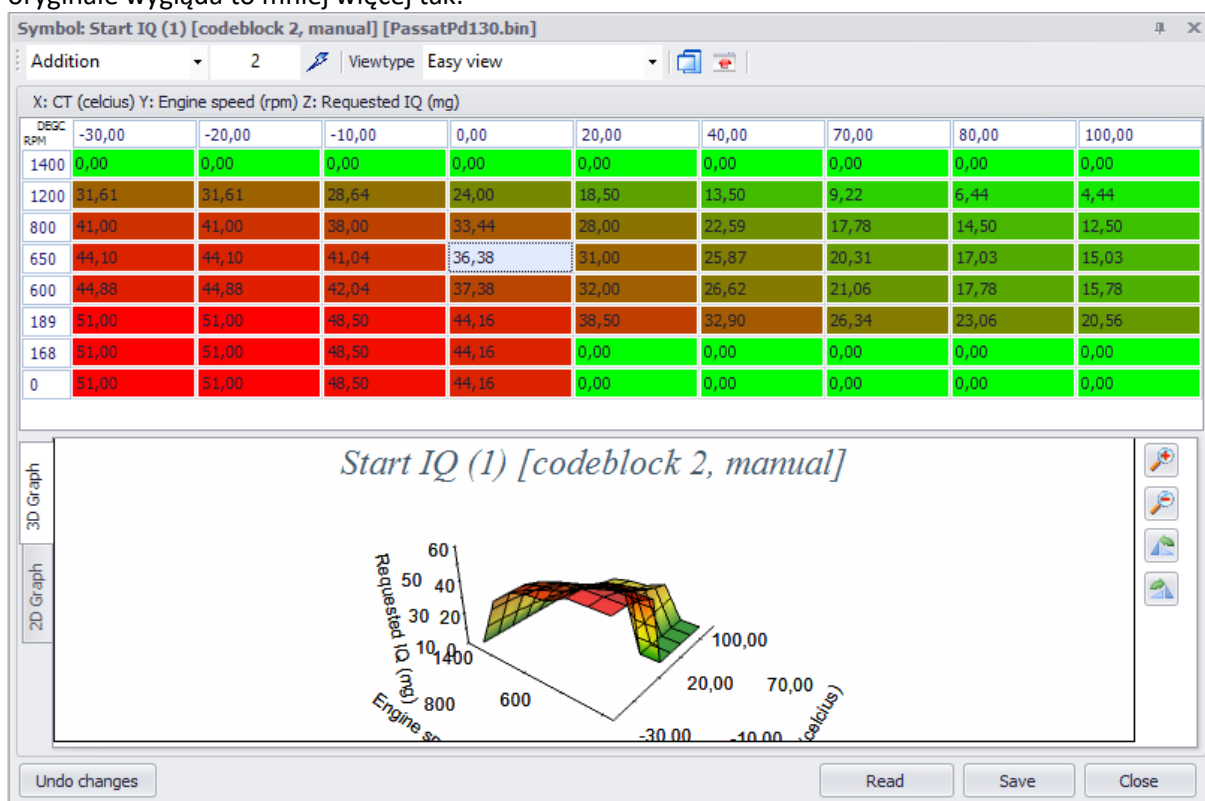 oryginale wygląda to mniej więcej tak:
Symbol: Start IQ (1) [codeblock 2, manual] [PassatPd130.bin]
Addition 2 Viewtype Easy view
X: CT (celcius) Y: Engine speed (rpm) Z: Requested IQ (mg)
DEGC
RPM -30,00 -20,00 -10,00 0,00 20,00 40,00 70,00 80,00 100,00
1400 0,00 0,00 0,00 0,00 0,00 0,00 0,00 0,00 0,00
1200 31,61 31,61 28,64 24,00 18,50 13,50 9,22 6,44 4,44
800 41,00 41,00 38,00 33,44 28,00 22,59 17,78 14,50 12,50
650 44,10 44,10 41,04 36,38 31,00 25,87 20,31 17,03 15,03
600 44,88 44,88 42,04 37,38 32,00 26,62 21,06 17,78 15,78
189 51,00 51,00 48,50 44,16 38,50 32,90 26,34 23,06 20,56
168 51,00 51,00 48,50 44,16 0,00 0,00 0,00 0,00 0,00
0 51,00 51,00 48,50 44,16 0,00 0,00 0,00 0,00 0,00
3D Graph
2D Graph
Start IQ (1) [codeblock 2, manual]
Requested IQ (mg)
60
50 40
30 20
10 0
1400
800 600
Engine sp
100,00
20,00 70,00
-30,00 -10,00
celcius)
Undo changes Read Save Close